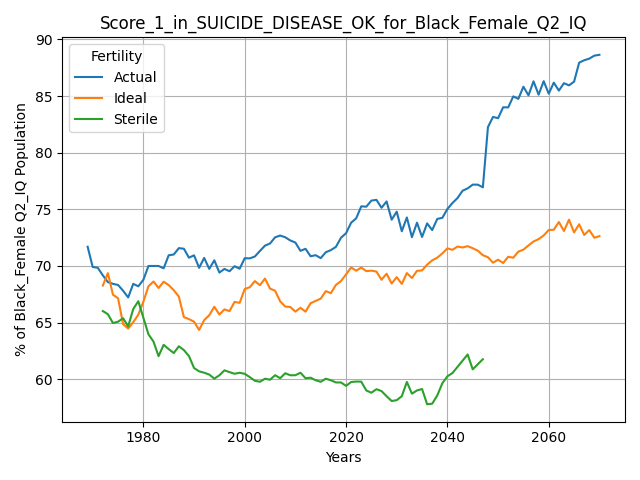 Score_1_in_SUICIDE_DISEASE_OK_for_Black_Female_Q2_IQ
% of Black_Female Q2_IQ Population
90
85
80
75
70
65
60
Fertility
Actual
Ideal
Sterile
1980 2000 2020 2040 2060
Years